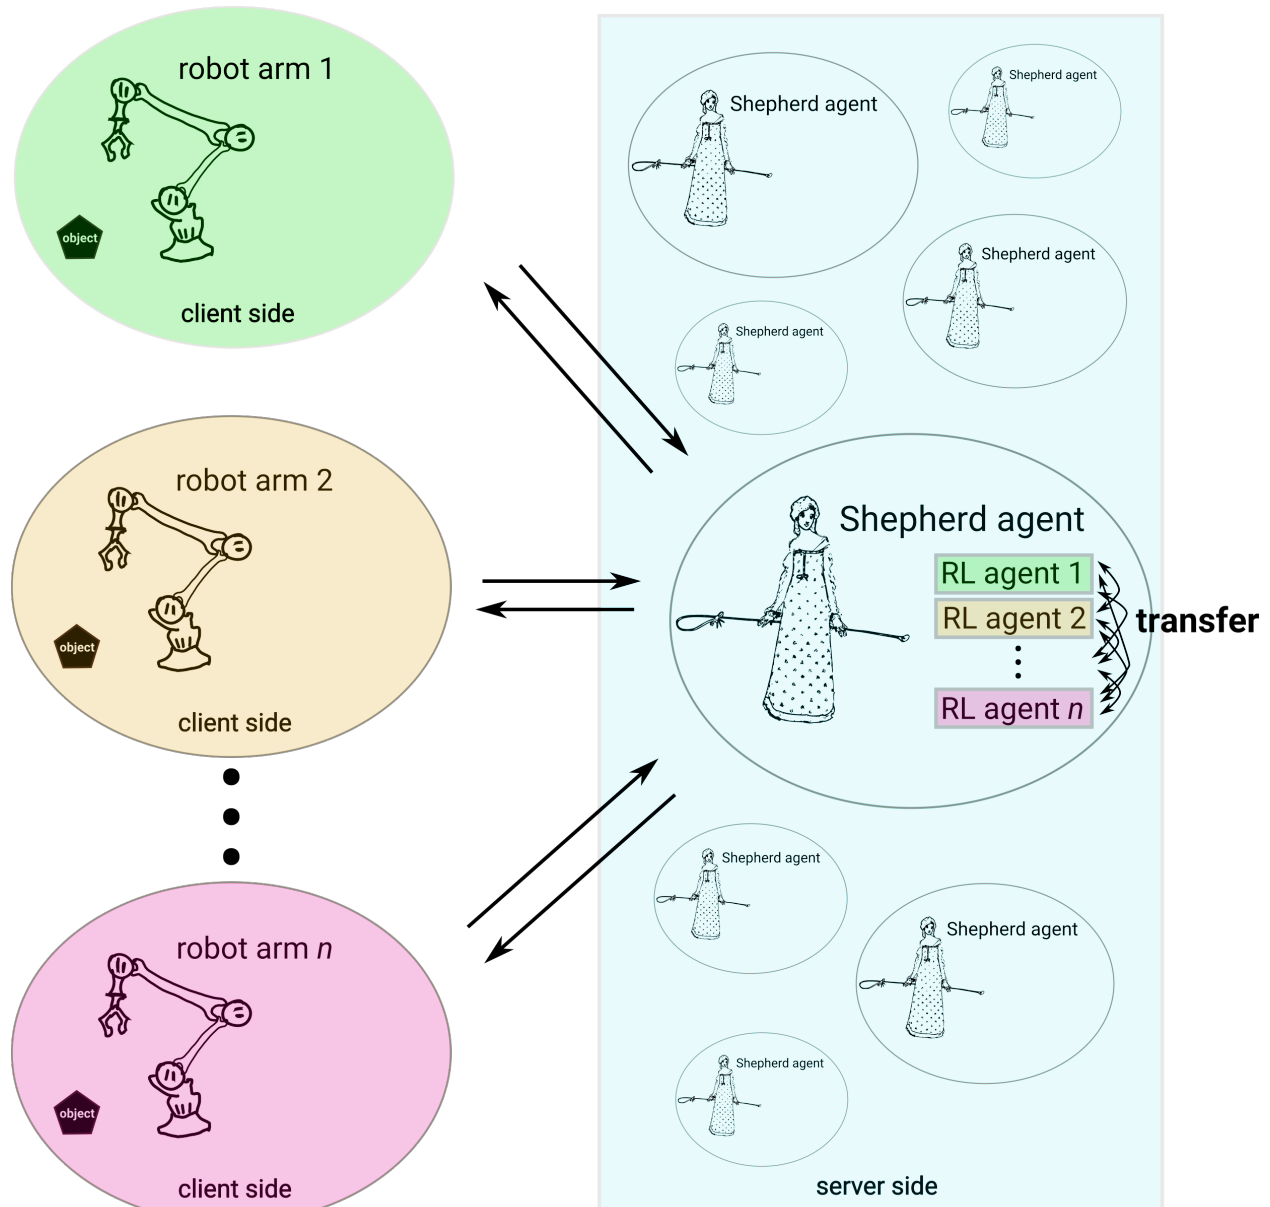 robot arm 1
object
client side
robot arm 2
object
client side
robot arm n
object
client side
Shepherd agent
Shepherd agent
Shepherd agent
Shepherd agent
Shepherd agent
RL agent 1
RL agent 2
RL agent n
transfer
Shepherd agent
Shepherd agent
Shepherd agent
server side